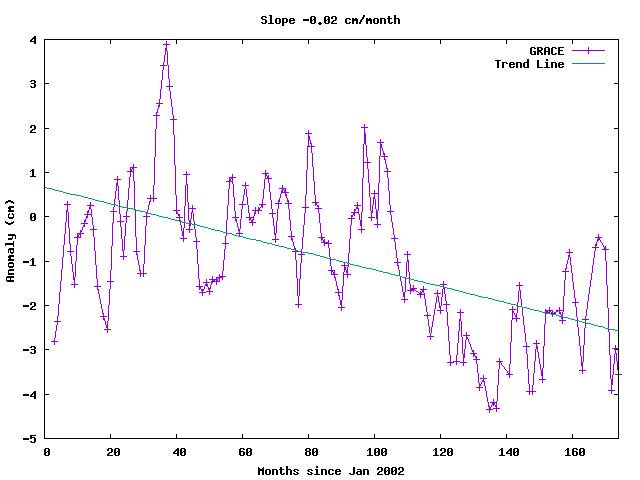 Slope -0.02 cm/month
GRACE
Trend Line
4
3
2
1
0
-1
-2
-3
-4
-5
Anomaly (cm)
0 20 40 60 80 100 120 140 160
Months since Jan 2002